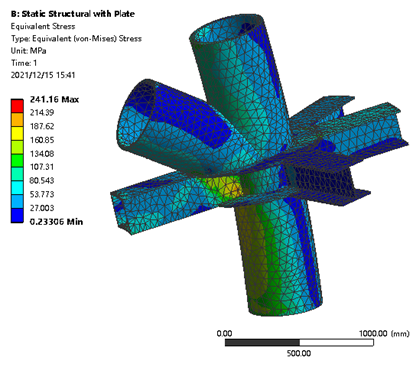 B: Static Structural with Plate
Equivalent Stress
Type: Equivalent (von-Mises) Stress
Unit: MPa
Time: 1
2021/12/15 15:41
241.16 Max
214.39
187.62
160.85
134.08
107.31
80.543
53.773
27.003
0.23306 Min
0.00 1000.00 (mm)
500.00